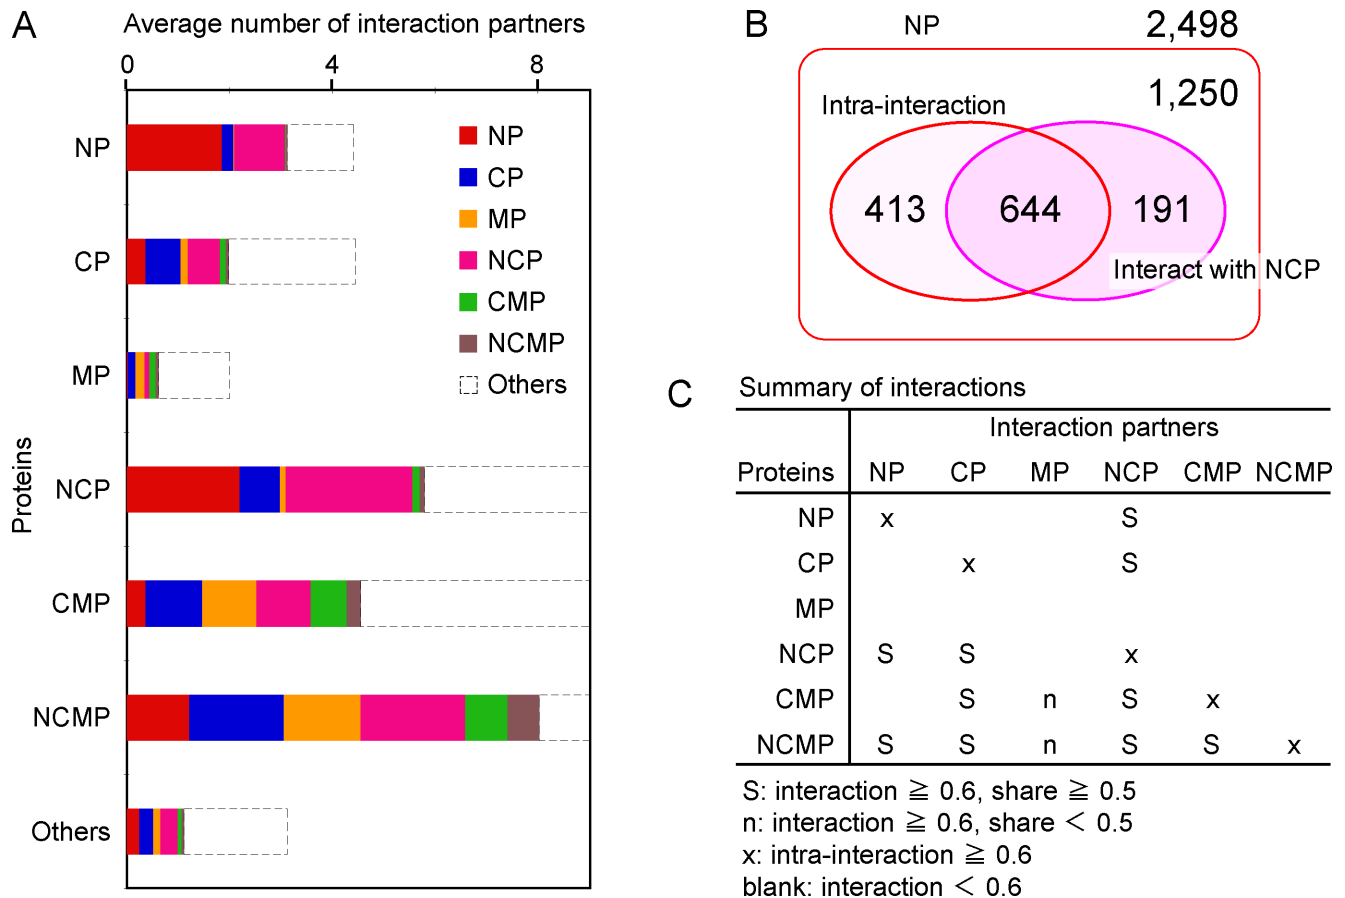 A
Average number of interaction partners
0 4 8
NP
CP
MP
NCP
CMP
NCMP
Others
Proteins
NP
CP
MP
NCP
CMP
NCMP
Others
B
NP 2,498
1,250
Intra-interaction
413 644 191
Interact with NCP
C
Summary of interactions
Interaction partners
Proteins NP CP MP NCP CMP NCMP
NP x S
CP x S
MP
NCP S S x
CMP S n S x
NCMP S S n S S x
S: interaction ≧ 0.6, share ≧ 0.5
n: interaction ≧ 0.6, share < 0.5
x: intra-interaction ≧ 0.6
blank: interaction < 0.6